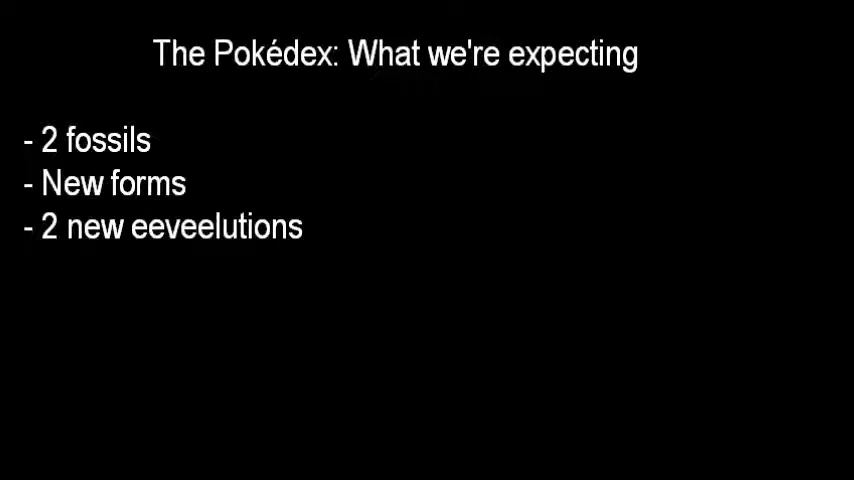 The Pokédex: What we're expecting
- 2 fossils
- New forms
- 2 new eeveelutions